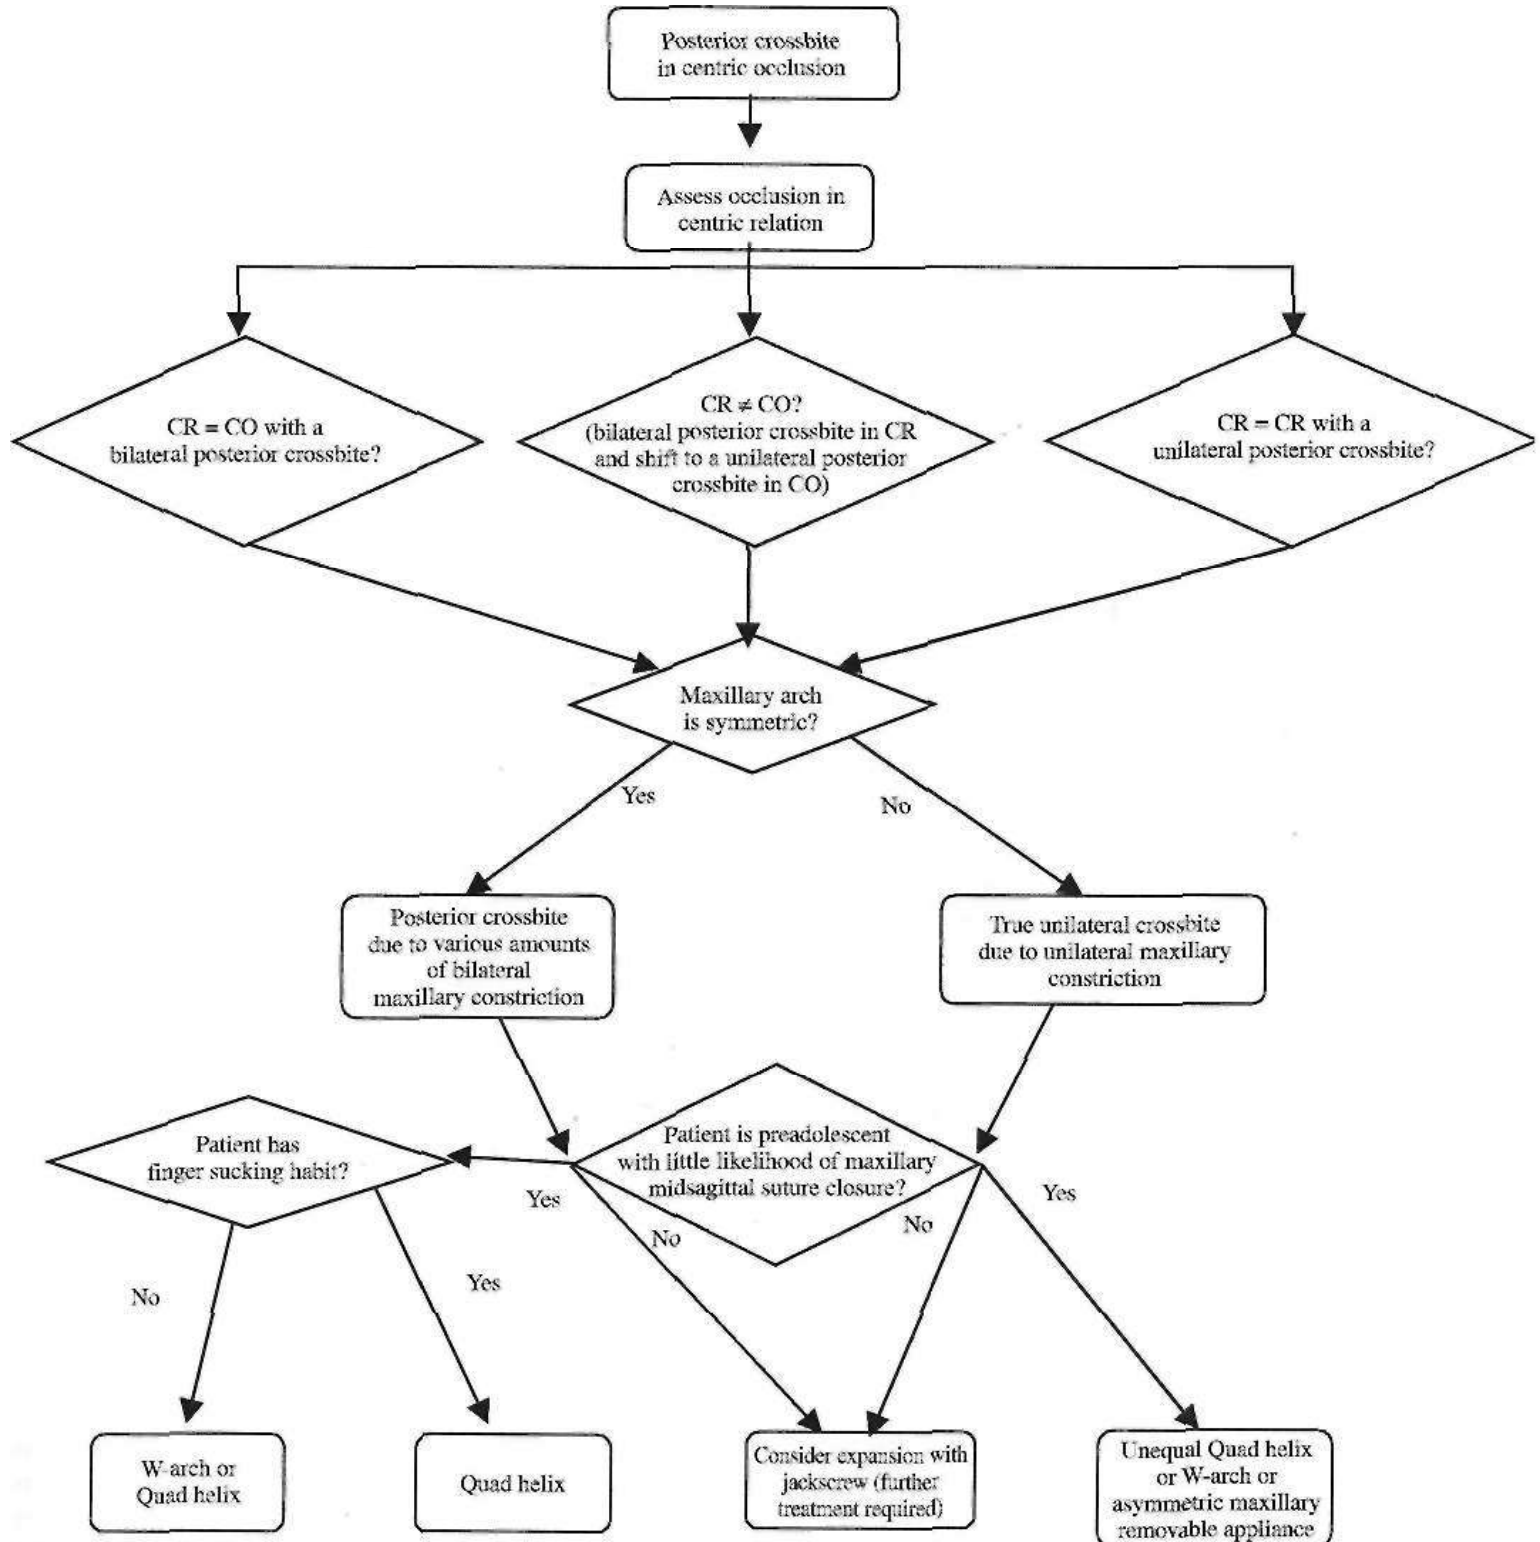 Posterior crossbite
in centric occlusion
Assess occlusion in
centric relation
CR = CO with a
bilateral posterior crossbite?
CR ≠ CO?
(bilateral posterior crossbite in CR
and shift to a unilateral posterior
crossbite in CO)
CR = CR with a
unilateral posterior crossbite?
Maxillary arch
is symmetric?
Yes
No
Posterior crossbite
due to various amounts
of bilateral
maxillary constriction
True unilateral crossbite
due to unilateral maxillary
constriction
Patient has
finger sucking habit?
Patient is preadolescent
with little likelihood of maxillary
midsagittal suture closure?
Yes
No
No
Yes
No
Yes
W-arch or
Quad helix
Quad helix
Consider expansion with
jackscrew (further
treatment required)
Unequal Quad helix
or W-arch or
asymmetric maxillary
removable appliance